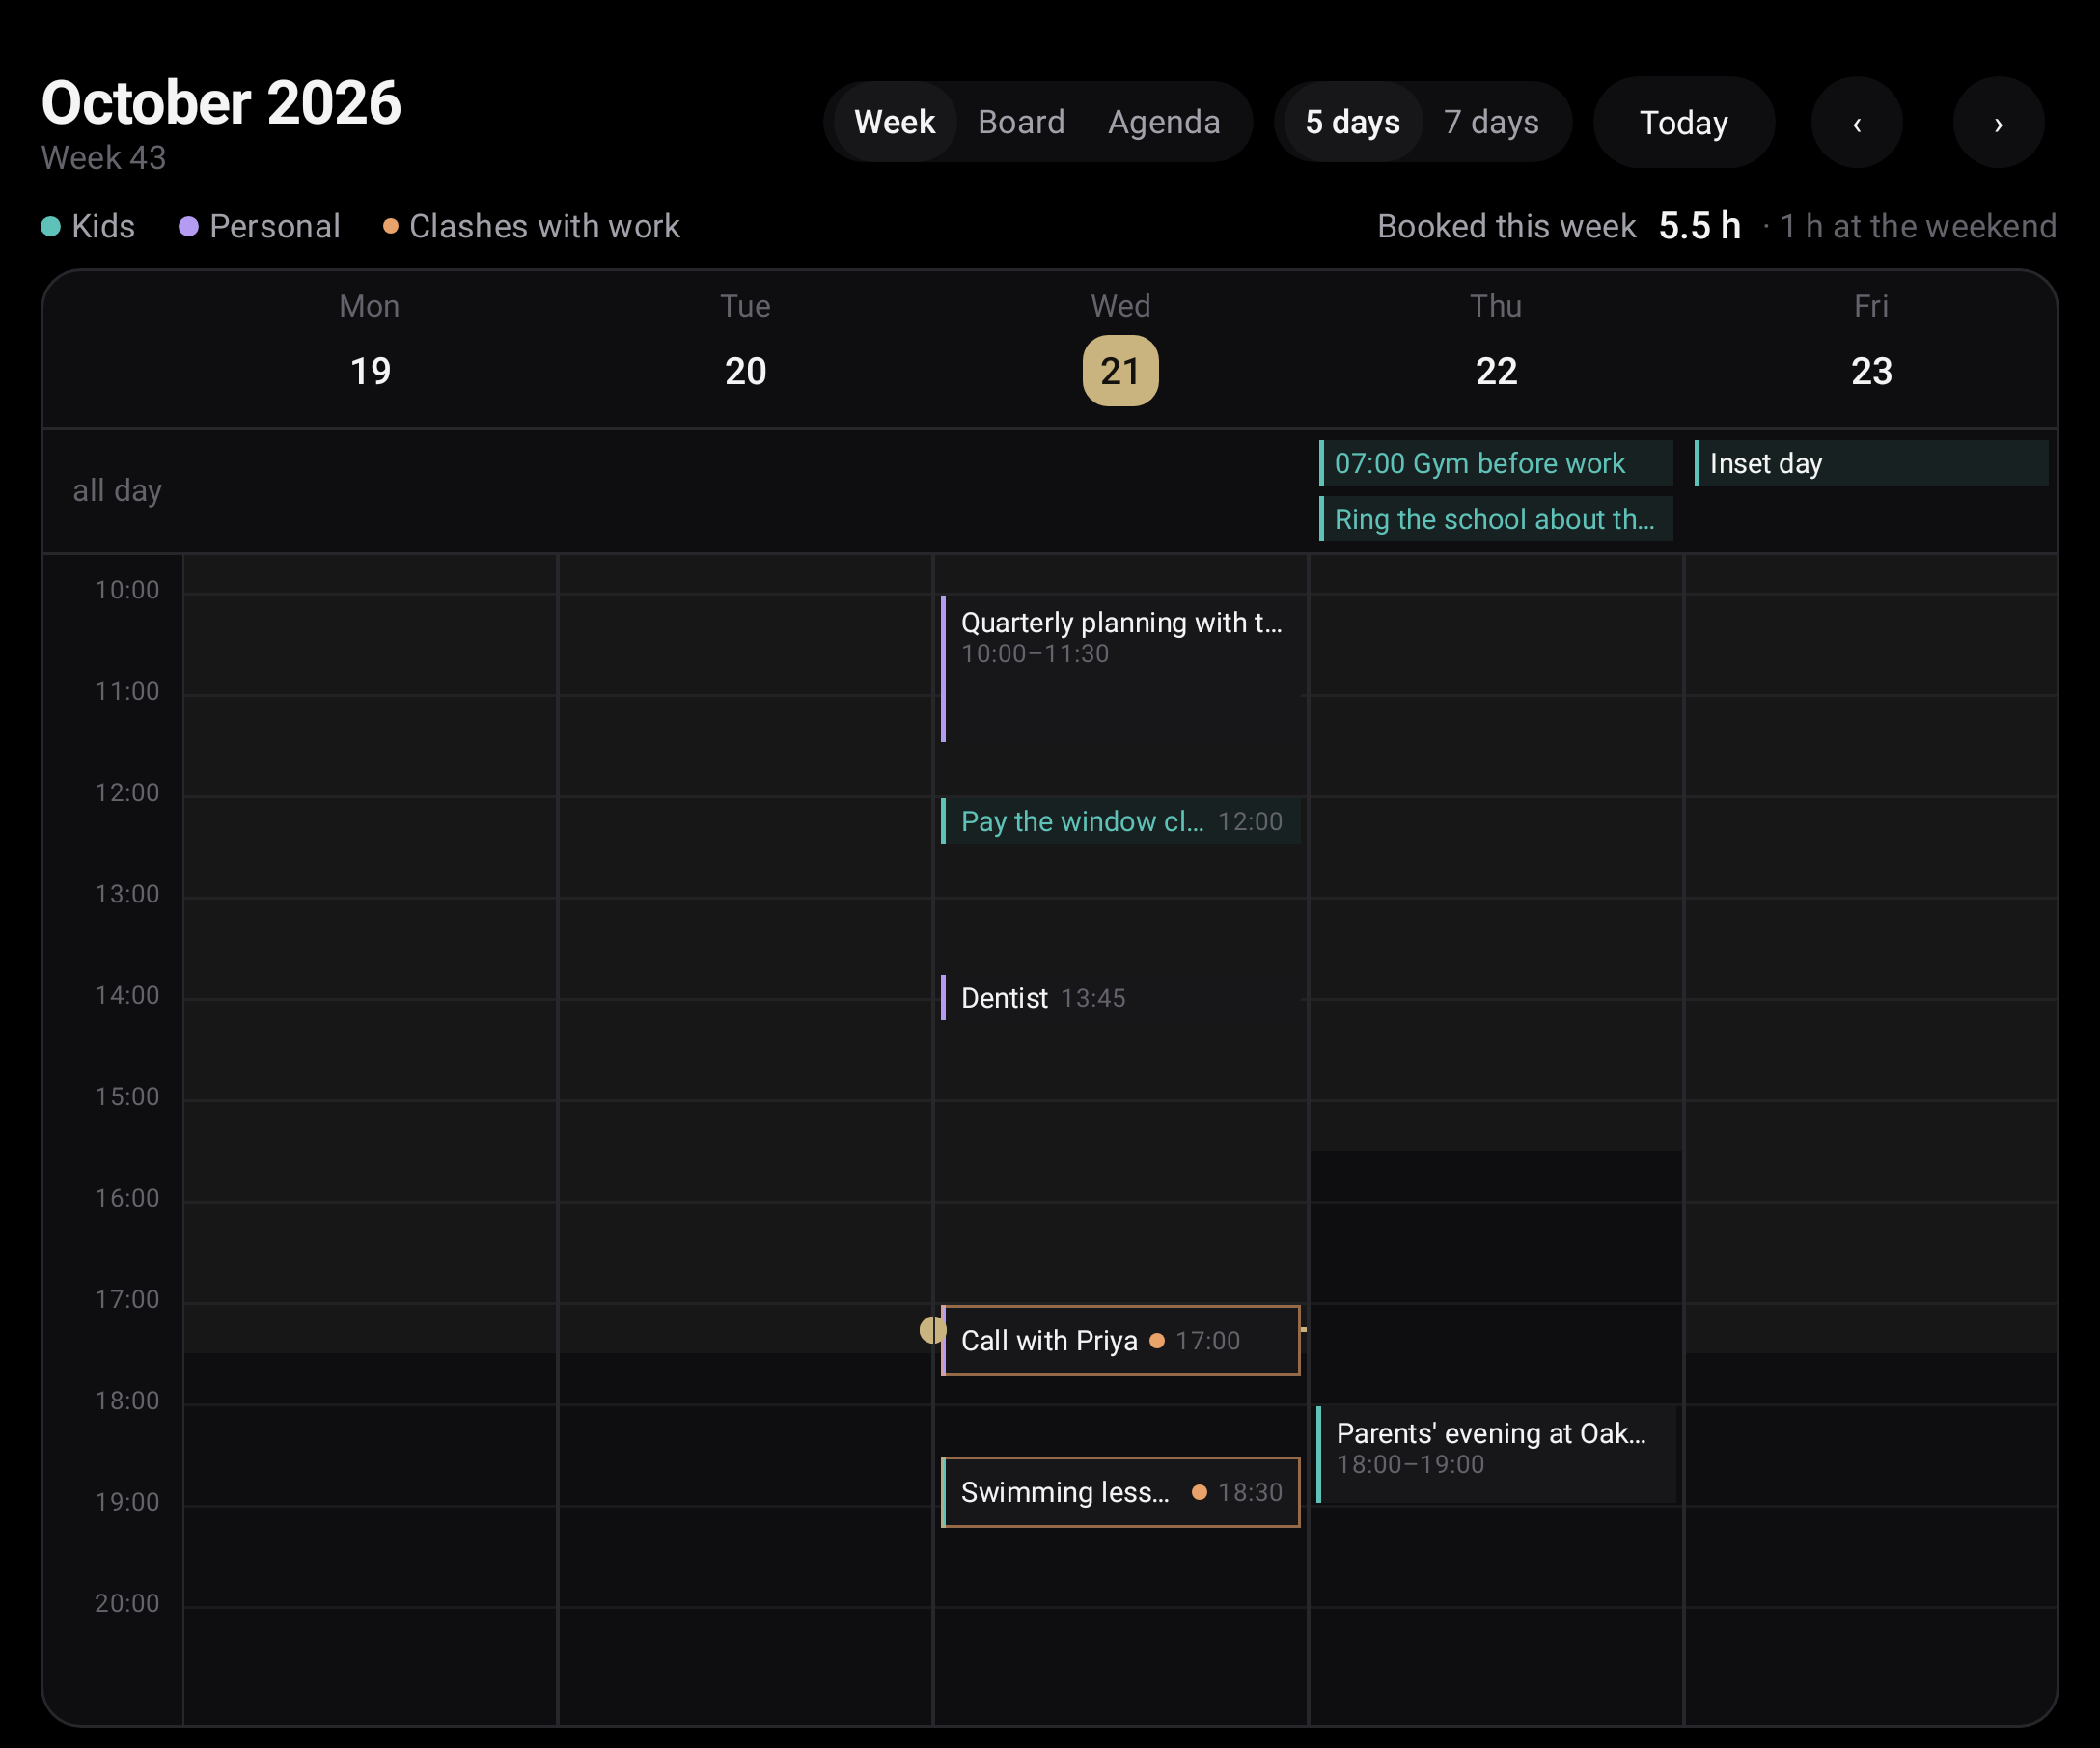 October 2026
Week 43
Week Board Agenda
5 days 7 days
Today
‹ ›
Kids Personal Clashes with work
Booked this week 5.5 h · 1 h at the weekend
Mon Tue Wed Thu Fri
19 20 21 22 23
all day
07:00 Gym before work
Ring the school about th…
Inset day
10:00
Quarterly planning with t…
10:00–11:30
11:00
12:00
Pay the window cl… 12:00
13:00
14:00
Dentist 13:45
15:00
16:00
17:00
Call with Priya 17:00
18:00
Parents' evening at Oak…
18:00–19:00
Swimming less… 18:30
19:00
20:00